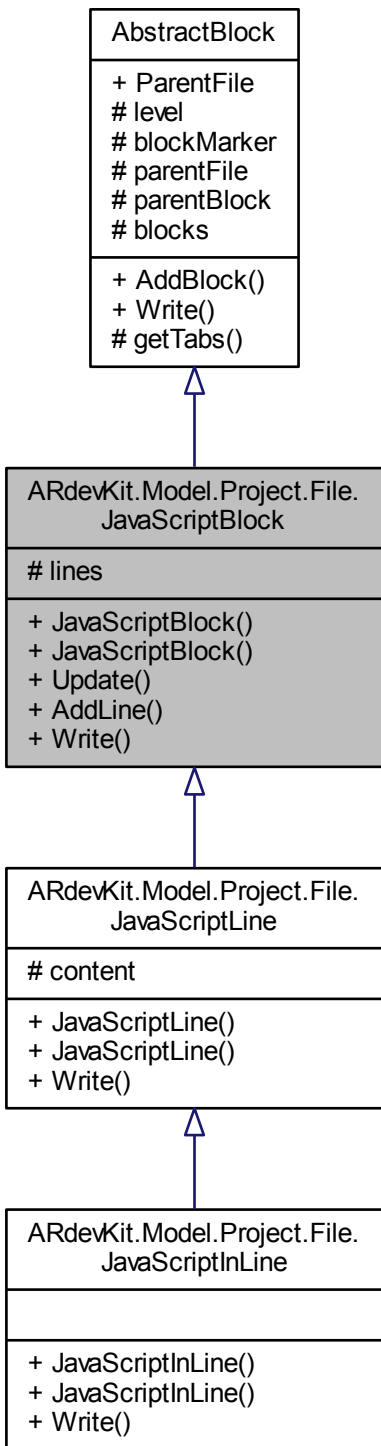 AbstractBlock
+ ParentFile
# level
# blockMarker
# parentFile
# parentBlock
# blocks
+ AddBlock()
+ Write()
# getTabs()
ARdevKit.Model.Project.File.
JavaScriptBlock
# lines
+ JavaScriptBlock()
+ JavaScriptBlock()
+ Update()
+ AddLine()
+ Write()
ARdevKit.Model.Project.File.
JavaScriptLine
# content
+ JavaScriptLine()
+ JavaScriptLine()
+ Write()
ARdevKit.Model.Project.File.
JavaScriptInLine
+ JavaScriptInLine()
+ JavaScriptInLine()
+ Write()